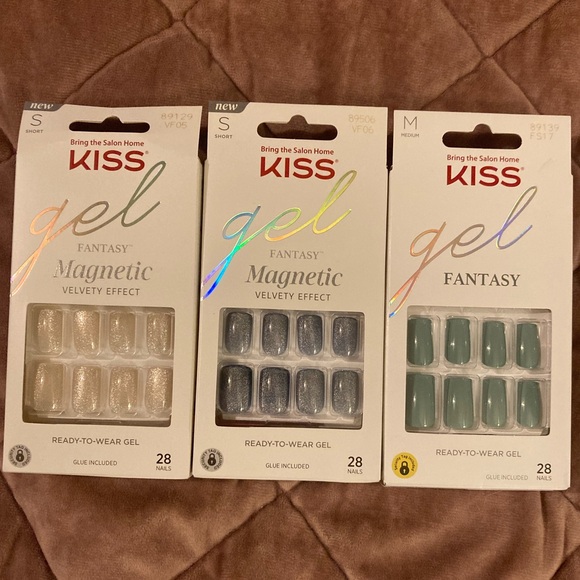 new
S
SHORT
89129
VF05
Bring the Salon Home
KISS®
gel
FANTASY™
Magnetic
VELVETY EFFECT
READY-TO-WEAR GEL
GLUE INCLUDED
28
NAILS
new
S
SHORT
89506
VF06
Bring the Salon Home
KISS®
gel
FANTASY™
Magnetic
VELVETY EFFECT
READY-TO-WEAR GEL
GLUE INCLUDED
28
NAILS
M
MEDIUM
89139
FS17
Bring the Salon Home
KISS®
gel
FANTASY
READY-TO-WEAR GEL
GLUE INCLUDED
28
NAILS